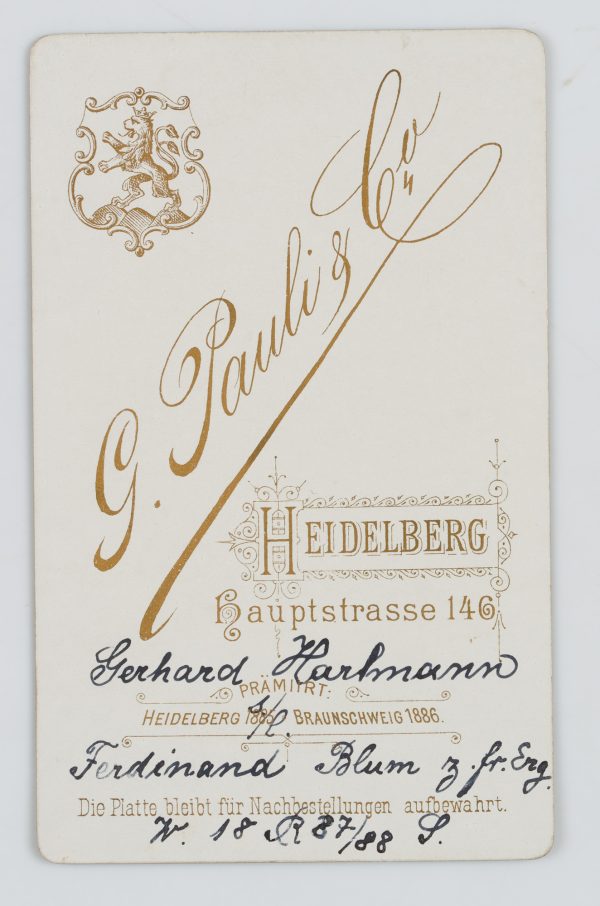 G. Pauli & Co
HEIDELBERG
Hauptstrasse 146
Gerhard Hartmann
PRÄMIIRT:
HEIDELBERG 1885. BRAUNSCHWEIG 1886.
s/l.
Ferdinand Blum z. fr. Erg.
Die Platte bleibt für Nachbestellungen aufbewahrt.
W. 18 R 87/88 S.